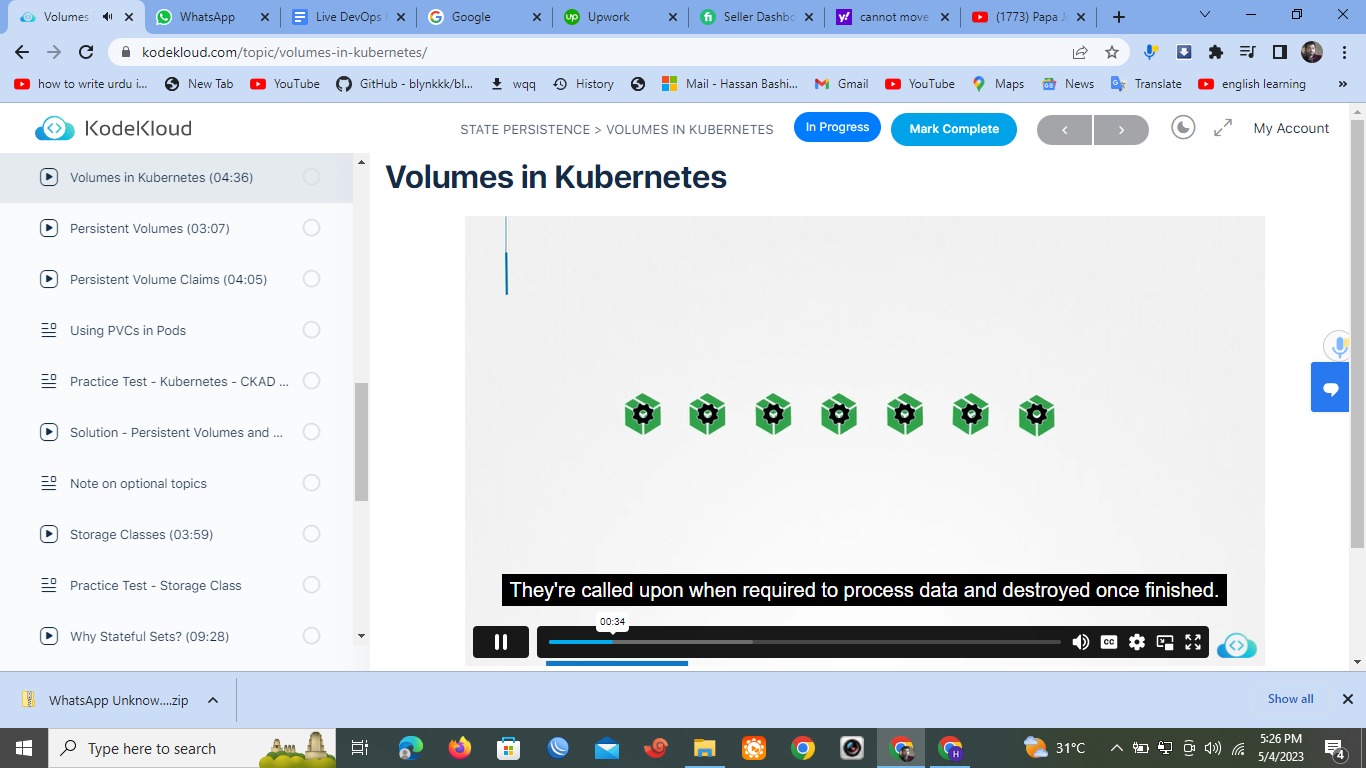 Volumes
WhatsApp
Live DevOps
Google
Upwork
Seller Dashbo
cannot move
(1773) Papa J
kodekloud.com/topic/volumes-in-kubernetes/
how to write urdu i...
New Tab
YouTube
GitHub - blynkkk/bl...
wqq
History
Mail - Hassan Bashi...
Gmail
YouTube
Maps
News
Translate
english learning
»
KodeKloud
STATE PERSISTENCE > VOLUMES IN KUBERNETES
In Progress
Mark Complete
My Account
Volumes in Kubernetes (04:36)
Persistent Volumes (03:07)
Persistent Volume Claims (04:05)
Using PVCs in Pods
Practice Test - Kubernetes - CKAD ...
Solution - Persistent Volumes and ...
Note on optional topics
Storage Classes (03:59)
Practice Test - Storage Class
Why Stateful Sets? (09:28)
Volumes in Kubernetes
They're called upon when required to process data and destroyed once finished.
00:34
CC
WhatsApp Unknow....zip
Show all
Type here to search
31°C
5:26 PM
5/4/2023
4